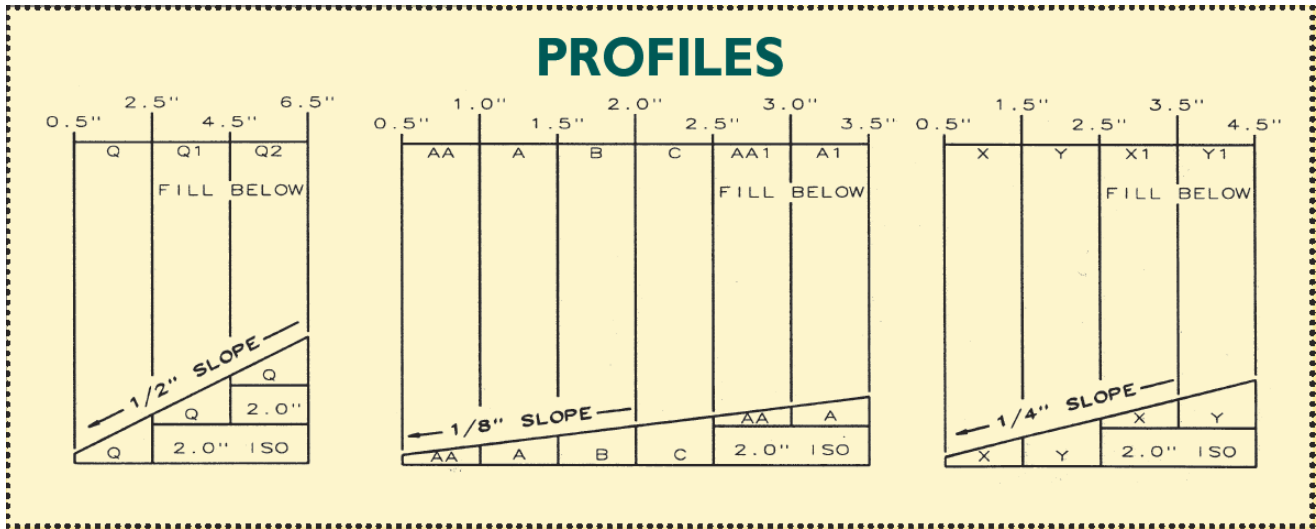 PROFILES
2.5" 6.5"
0.5" 4.5"
Q Q1 Q2
FILL BELOW
1/2" SLOPE
Q
Q 2.0"
Q 2.0" ISO
1.0" 2.0" 3.0"
0.5" 1.5" 2.5" 3.5"
AA A B C AA1 A1
FILL BELOW
1/8" SLOPE
AA A
AA A B C 2.0" ISO
1.5" 3.5"
0.5" 2.5" 4.5"
X Y X1 Y1
FILL BELOW
1/4" SLOPE
X Y
X Y 2.0" ISO